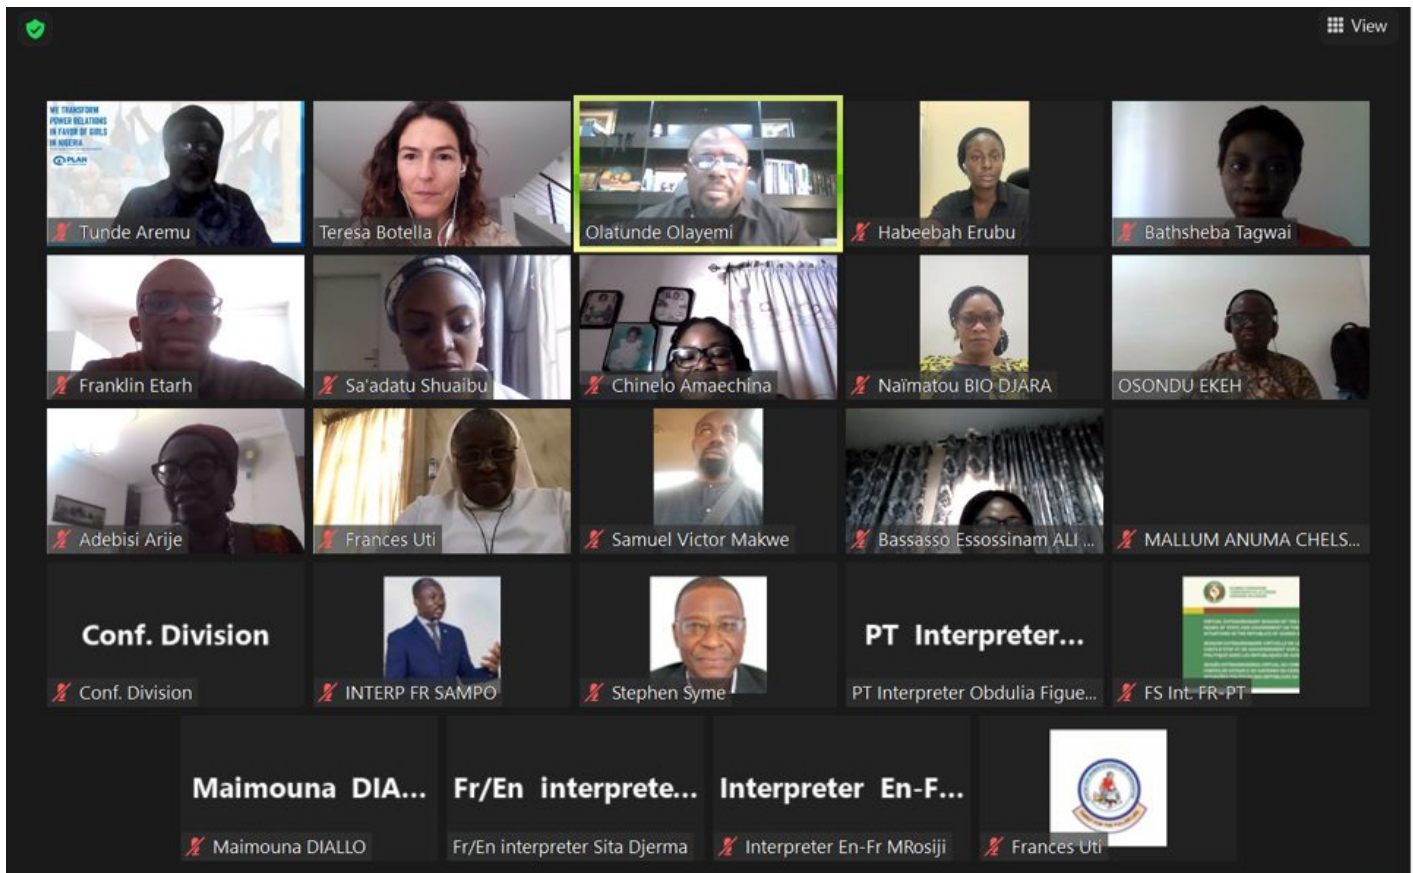 View
WE TRANSFORM
POWER RELATIONS
IN FAVOR OF GIRLS
IN NIGERIA
PLAN
Tunde Aremu
Teresa Botella
Olatunde Olayemi
Habeebah Erubu
Bathsheba Tagwai
Franklin Etarh
Sa'adatu Shuaibu
Chinelo Amaechina
Naïmatou BIO DJARA
OSONDU EKEH
Adebisi Arije
Frances Uti
Samuel Victor Makwe
Bassasso Essossinam ALI ...
MALLUM ANUMA CHELS...
Conf. Division
Conf. Division
INTERP FR SAMPO
Stephen Syme
PT Interpreter...
PT Interpreter Obdulia Figue...
FS Int. FR-PT
Maimouna DIA...
Maimouna DIALLO
Fr/En interprete...
Fr/En interpreter Sita Djerma
Interpreter En-F...
Interpreter En-Fr MRosiji
Frances Uti